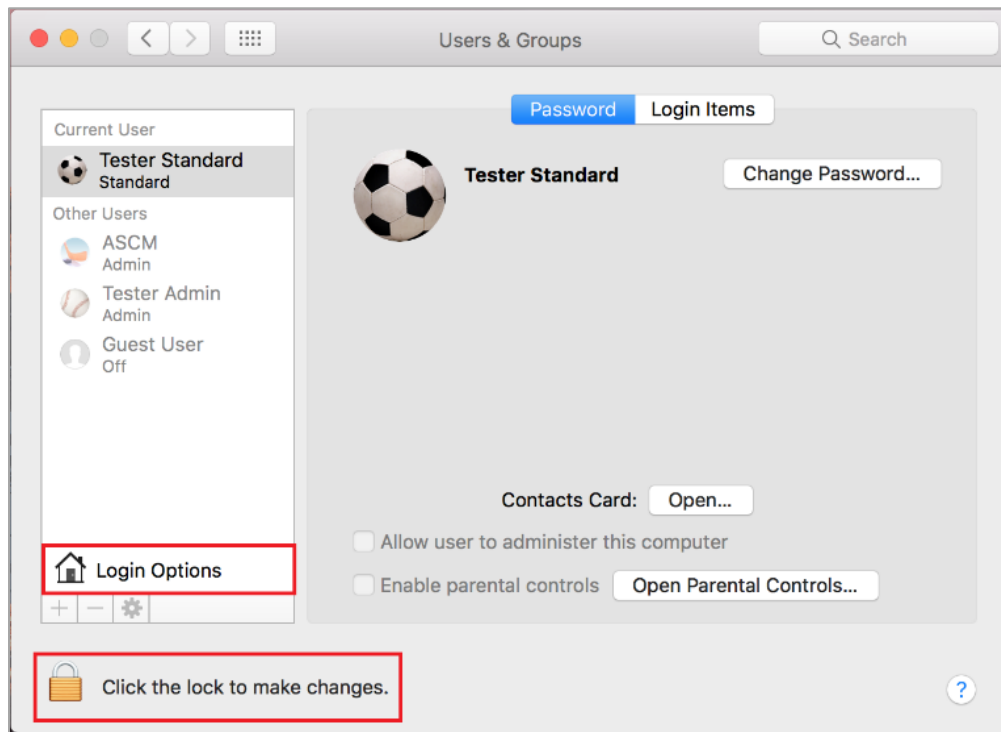 Users & Groups
Search
Password
Login Items
Current User
Tester Standard
Standard
Other Users
ASCM
Admin
Tester Admin
Admin
Guest User
Off
Login Options
Tester Standard
Change Password...
Contacts Card:
Open...
Allow user to administer this computer
Enable parental controls
Open Parental Controls...
Click the lock to make changes.
?